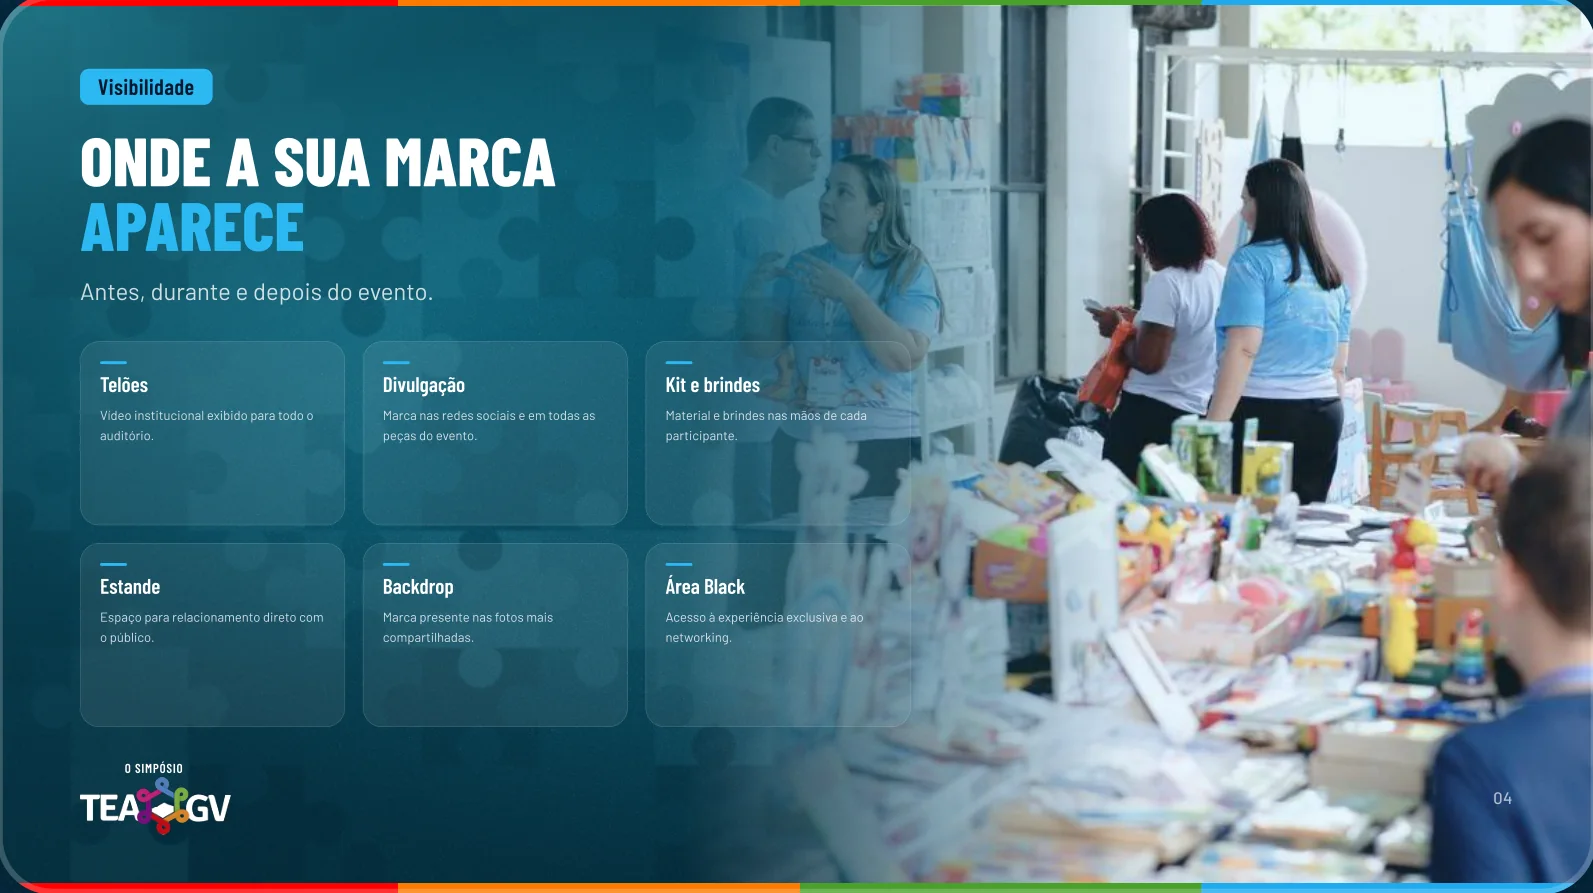 Visibilidade
ONDE A SUA MARCA
APARECE
Antes, durante e depois do evento.
Telões
Vídeo institucional exibido para todo o
auditório.
Divulgação
Marca nas redes sociais e em todas as
peças do evento.
Kit e brindes
Material e brindes nas mãos de cada
participante.
Estande
Espaço para relacionamento direto com
o público.
Backdrop
Marca presente nas fotos mais
compartilhadas.
Área Black
Acesso à experiência exclusiva e ao
networking.
O SIMPÓSIO
TEA GV
04